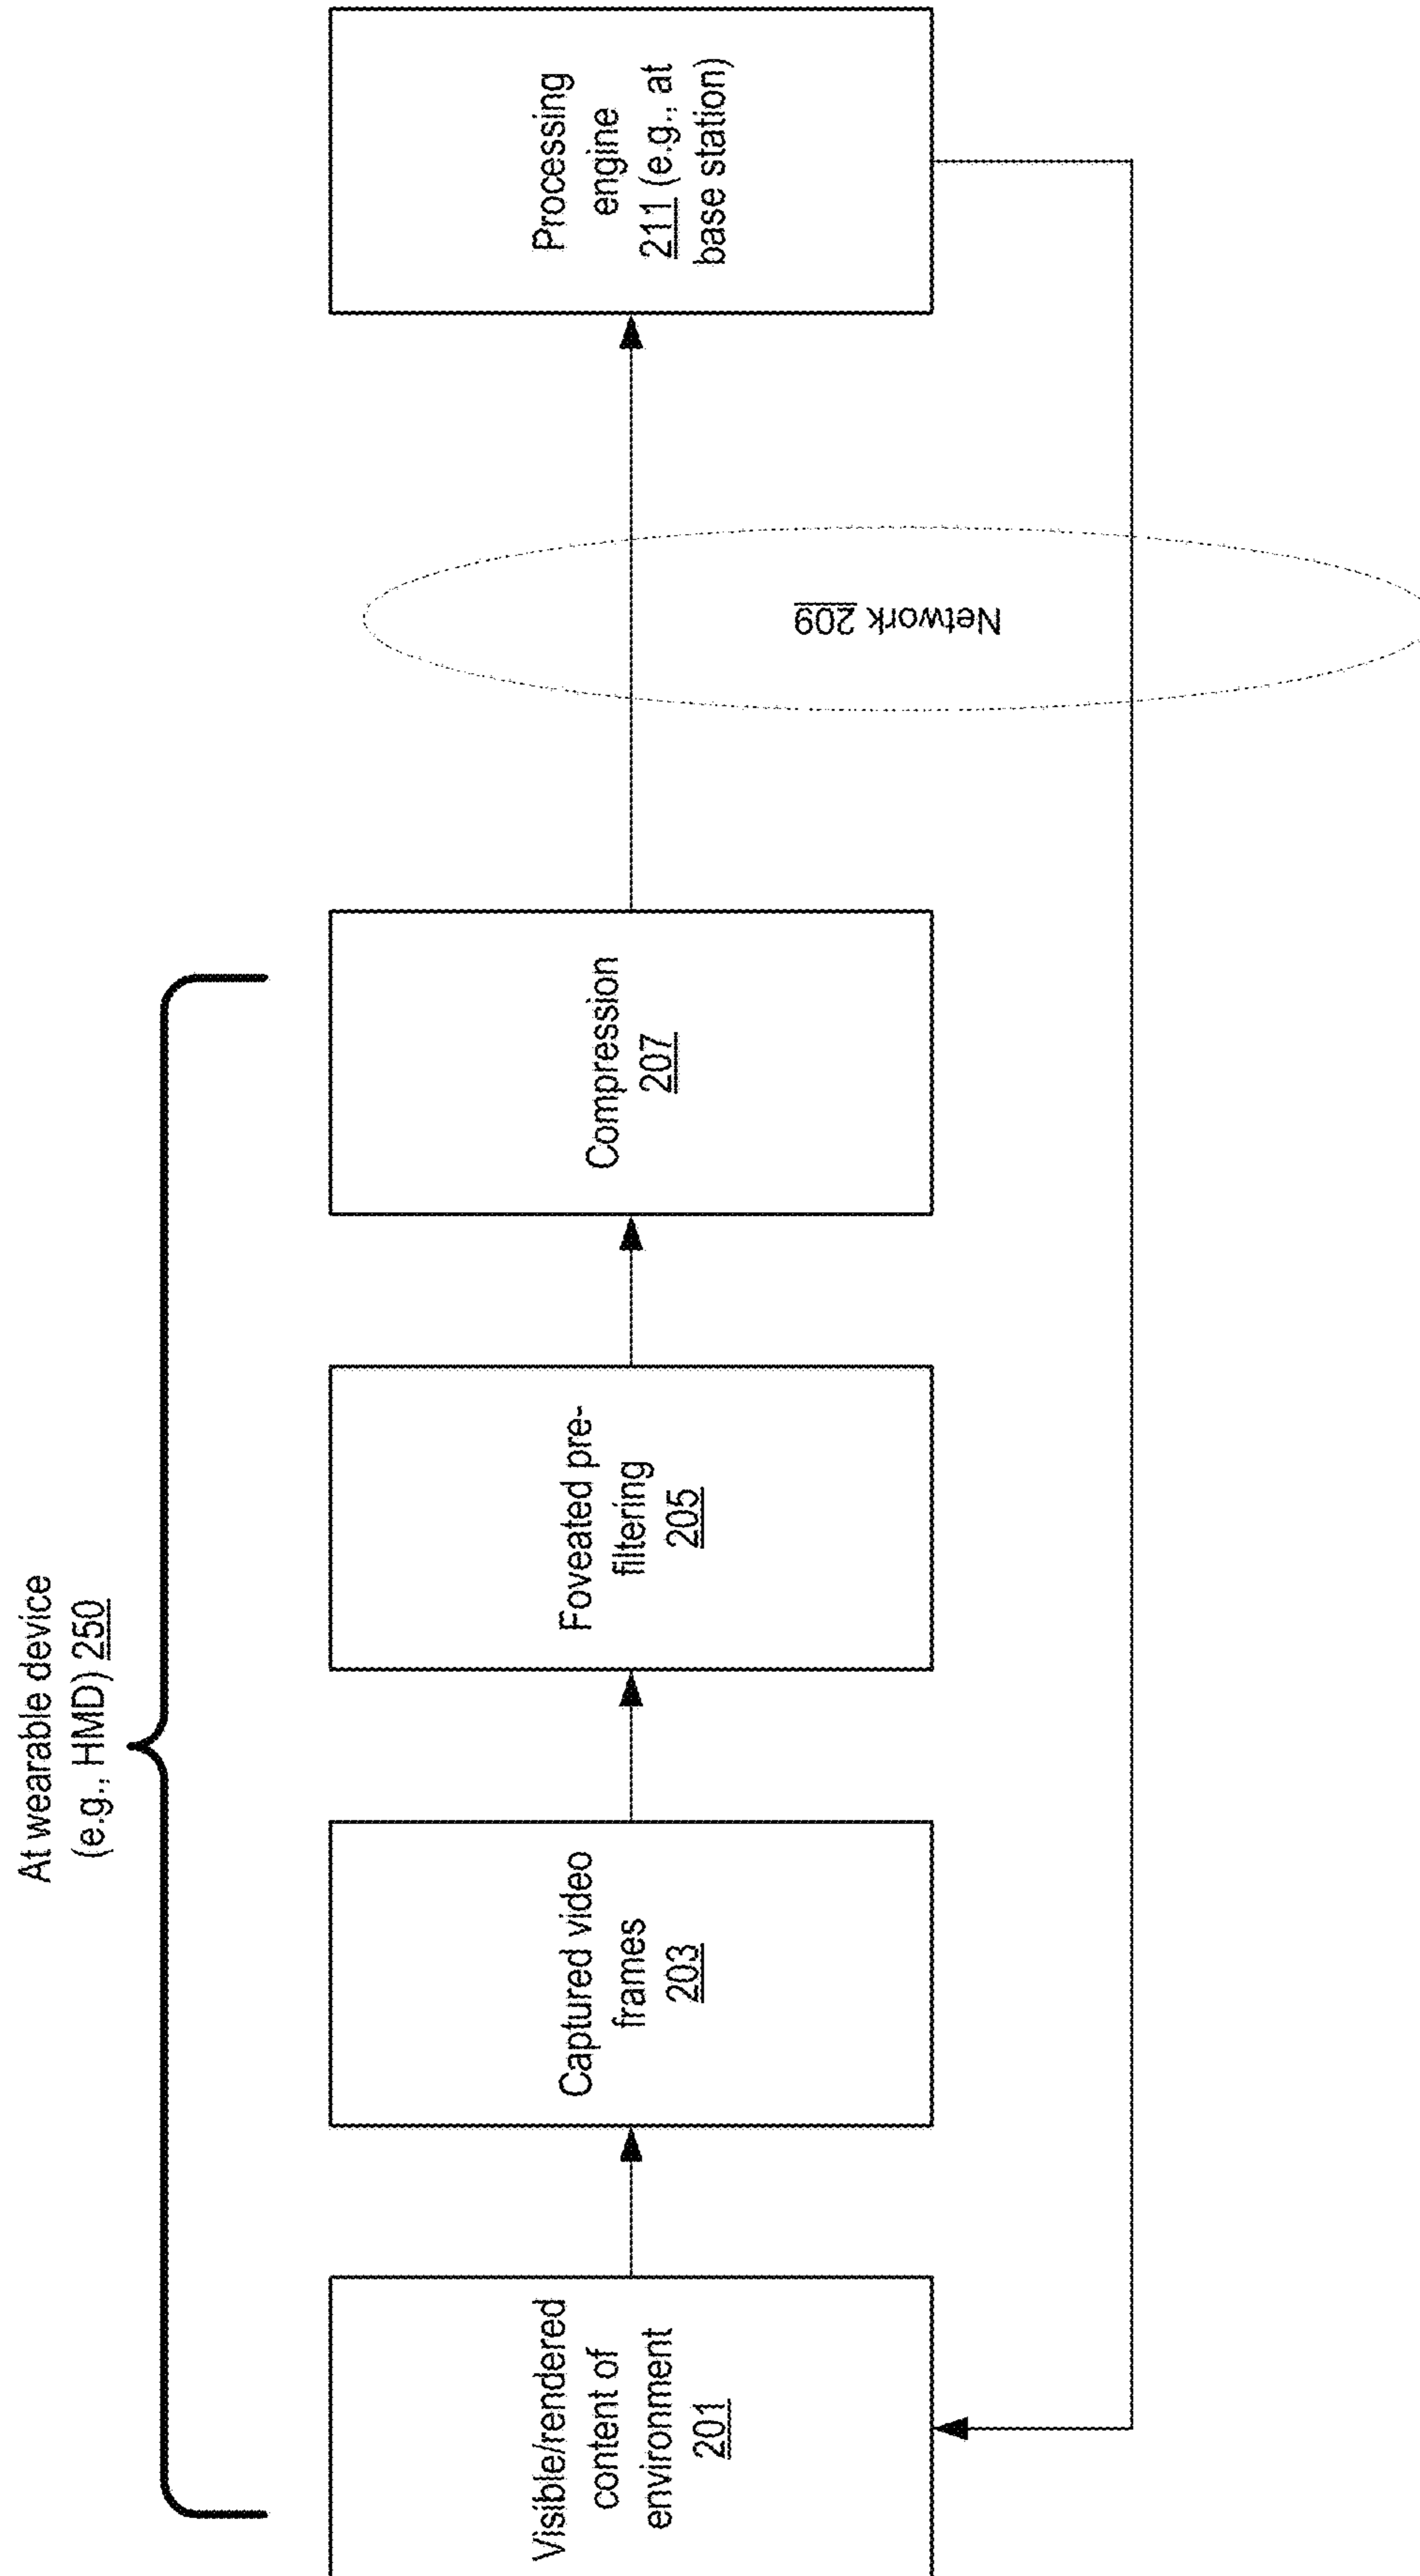 At wearable device
(e.g., HMD) 250
Visible/rendered
content of
environment
201
Captured video
frames
203
Foveated pre-
filtering
205
Compression
207
Network 209
Processing
engine
211 (e.g., at
base station)